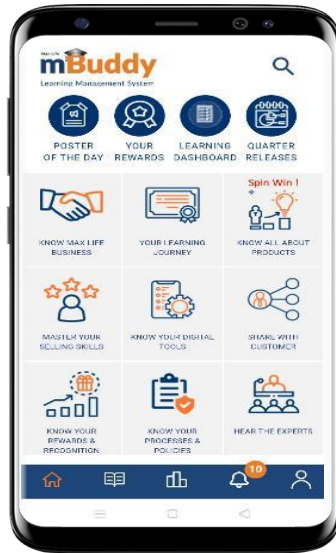 Max Life
mBuddy
Learning Management System
POSTER OF THE DAY
YOUR REWARDS
LEARNING DASHBOARD
QUARTER RELEASES
KNOW MAX LIFE BUSINESS
YOUR LEARNING JOURNEY
Spin Win !
KNOW ALL ABOUT PRODUCTS
MASTER YOUR SELLING SKILLS
KNOW YOUR DIGITAL TOOLS
SHARE WITH CUSTOMER
KNOW YOUR REWARDS & RECOGNITION
KNOW YOUR PROCESSES & POLICIES
HEAR THE EXPERTS
10